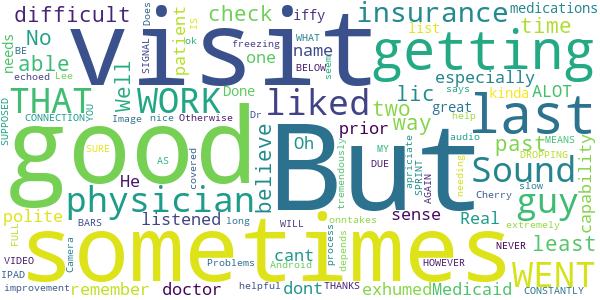 difficult visit check iffy insurance medications
Does list time
No needs able echoed Lee IS patient SIGNAL WHAT BE ok freezing name seems BELOW one getting especially kinda ALOT
SUPPOSED THAT CONNECTION YOU Well WORK Done liked lic great says help last
Image nice Otherwise Dr two way audio MEANS past
good SURE AS covered believe Oh But prior MY DUE tremendously apriciate SPRINT AGAIN Sound DROPPING slow Cherry needing capability
physician He sense Real guy
polite FULL BARS listened long WILL process NEVER extremely least
sometimes VIDEO Camera cant depends onntakes HOWEVER WENT
IPAD remember doctor Problems Android dont exhumed Medicaid
improvement helpful THANKS CONSTANTLY